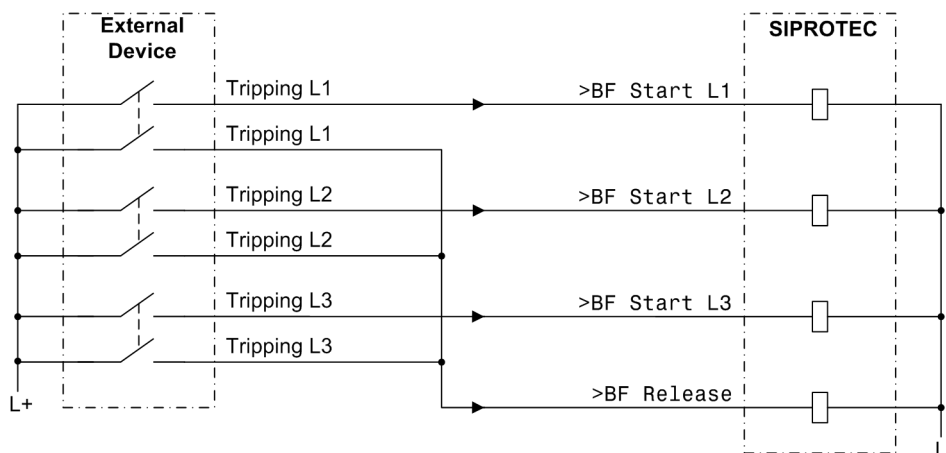 External
Device
SIPROTEC
Tripping L1
>BF Start L1
Tripping L1
Tripping L2
>BF Start L2
Tripping L2
Tripping L3
>BF Start L3
Tripping L3
>BF Release
L+